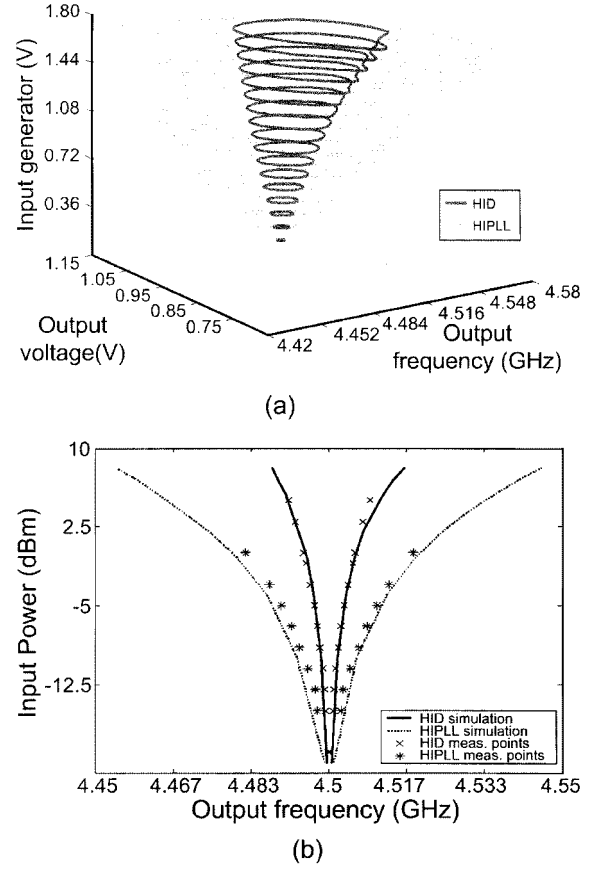 1.80
1.44
1.08
0.72
0.36
1.15
Input generator (V)
HID
HIPLL
1.05
0.95
0.85
0.75
Output
voltage(V)
4.42
4.452
4.484
4.516
4.548
4.58
Output
frequency (GHz)
(a)
10
2.5
-5
-12.5
Input Power (dBm)
HID simulation
HIPLL simulation
HID meas. points
HIPLL meas. points
4.45
4.467
4.483
4.5
4.517
4.533
4.55
Output frequency (GHz)
(b)